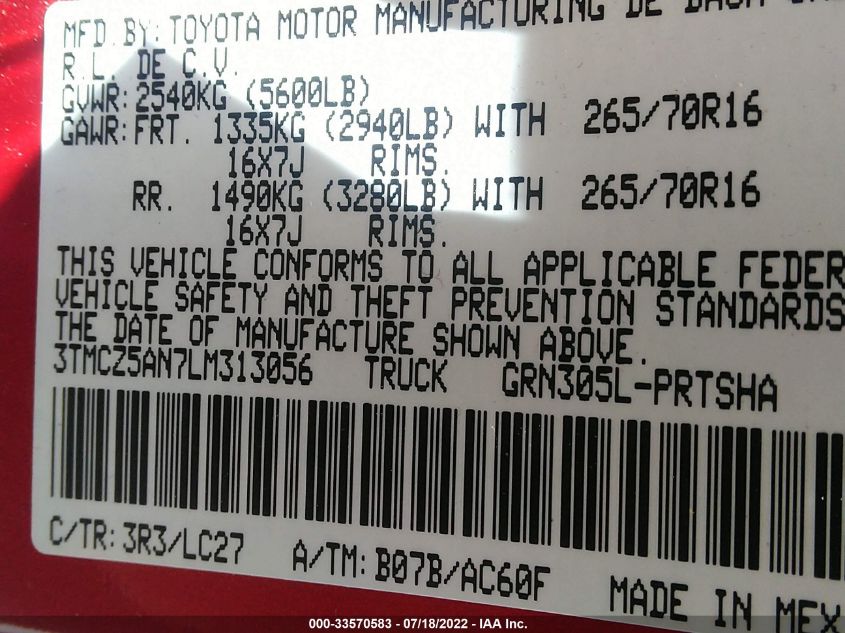 MFD. BY: TOYOTA MOTOR MANUFACTURING DE BAJA
R.L. DE C.V.
GVWR: 2540KG (5600LB)
GAWR: FRT. 1335KG (2940LB) WITH 265/70R16
16X7J RIMS.
RR. 1490KG (3280LB) WITH 265/70R16
16X7J RIMS.
THIS VEHICLE CONFORMS TO ALL APPLICABLE FEDER
VEHICLE SAFETY AND THEFT PREVENTION STANDARDS
THE DATE OF MANUFACTURE SHOWN ABOVE.
3TMCZ5AN7LM313056 TRUCK GRN305L-PRTSHA
C/TR: 3R3/LC27 A/TM: B07B/AC60F MADE IN MEX
000-33570583 - 07/18/2022 - IAA Inc.